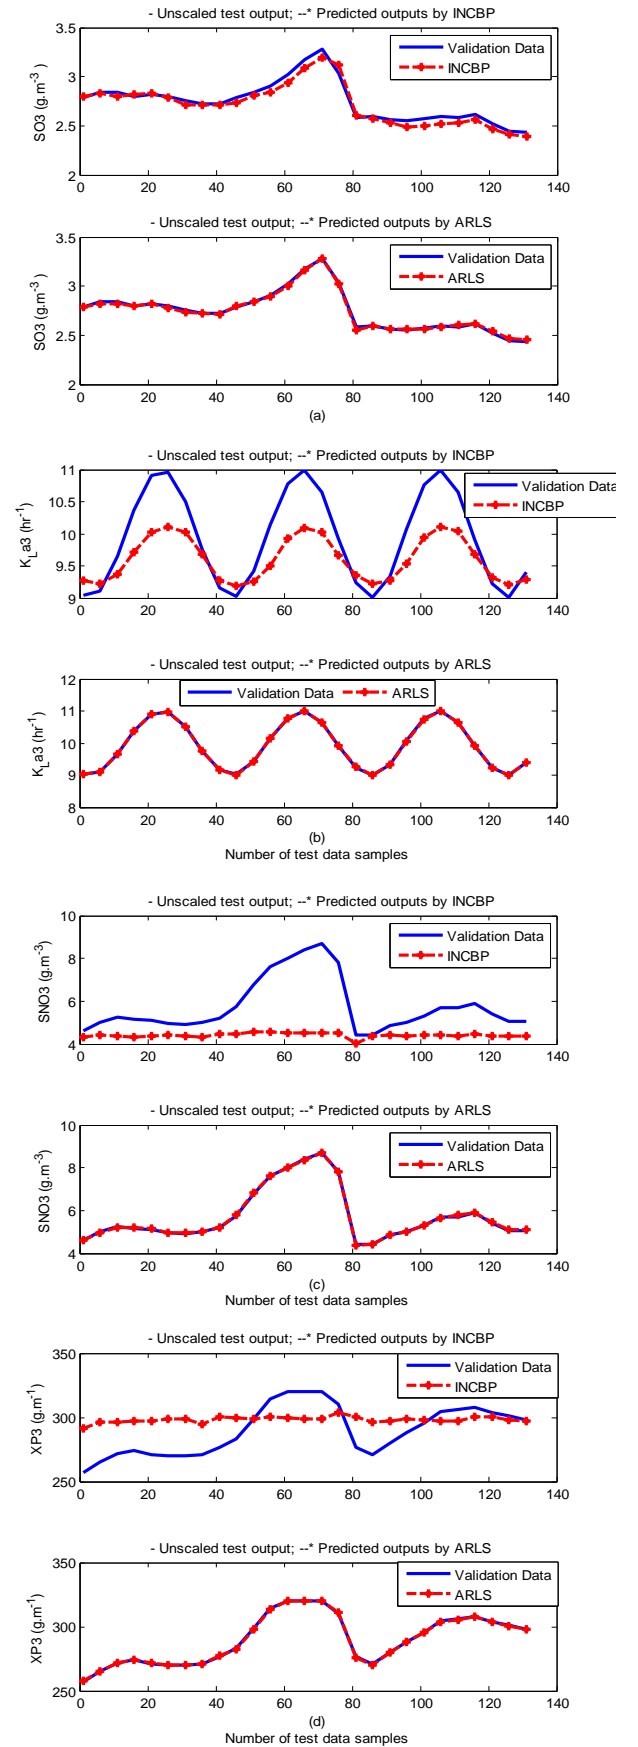 - Unscaled test output; --* Predicted outputs by INCBP
3.5
3
2.5
2
SO3 (g.m-3)
Validation Data
INCBP
0 20 40 60 80 100 120 140
- Unscaled test output; --* Predicted outputs by ARLS
3.5
3
2.5
2
SO3 (g.m-3)
Validation Data
ARLS
0 20 40 60 80 100 120 140
(a)
- Unscaled test output; --* Predicted outputs by INCBP
11
10.5
10
9.5
9
KLa3 (hr-1)
Validation Data
INCBP
0 20 40 60 80 100 120 140
- Unscaled test output; --* Predicted outputs by ARLS
12
11
10
9
8
KLa3 (hr-1)
Validation Data ARLS
0 20 40 60 80 100 120 140
(b)
Number of test data samples
- Unscaled test output; --* Predicted outputs by INCBP
10
8
6
4
SNO3 (g.m-3)
Validation Data
INCBP
0 20 40 60 80 100 120 140
- Unscaled test output; --* Predicted outputs by ARLS
10
8
6
4
SNO3 (g.m-3)
Validation Data
ARLS
0 20 40 60 80 100 120 140
(c)
Number of test data samples
- Unscaled test output; --* Predicted outputs by INCBP
350
300
250
XP3 (g.m-1)
Validation Data
INCBP
0 20 40 60 80 100 120 140
- Unscaled test output; --* Predicted outputs by ARLS
350
300
250
XP3 (g.m-1)
Validation Data
ARLS
0 20 40 60 80 100 120 140
(d)
Number of test data samples